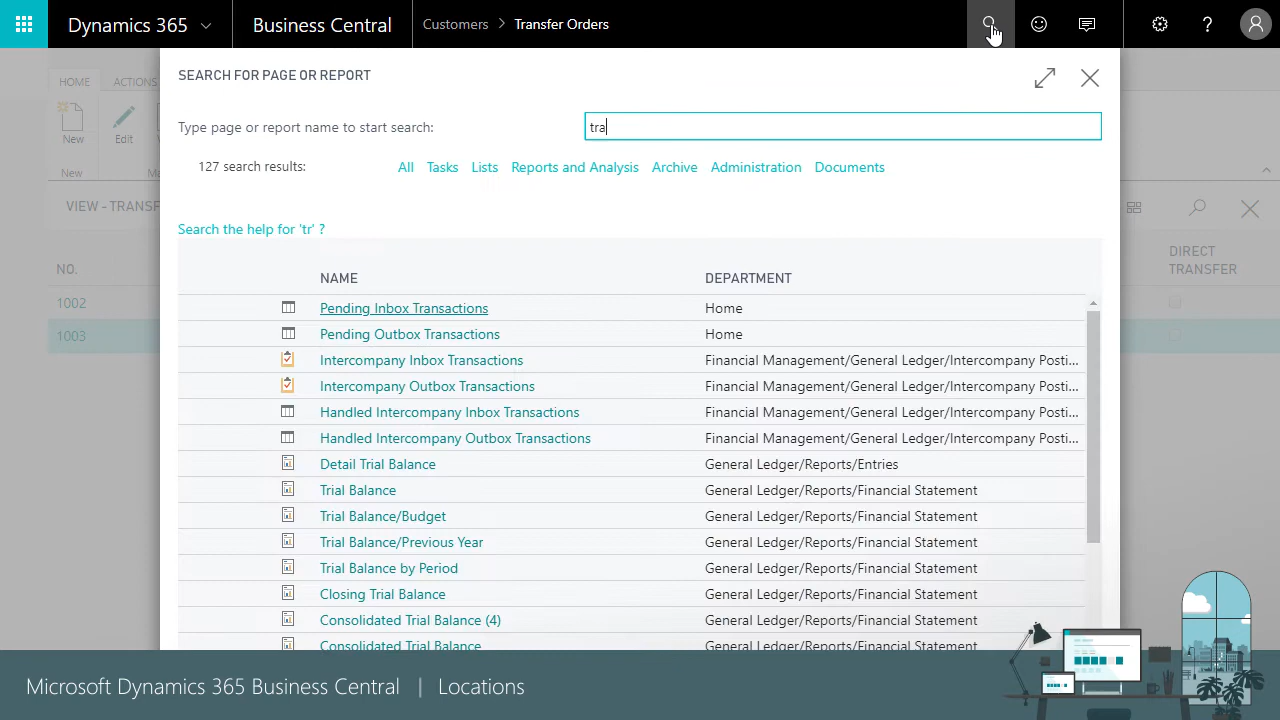 Dynamics 365
Business Central
Customers > Transfer Orders
HOME
ACTIONS
New
Edit
New
SEARCH FOR PAGE OR REPORT
Type page or report name to start search:
tra
127 search results:
All Tasks Lists Reports and Analysis Archive Administration Documents
VIEW - TRANSF
Search the help for 'tr' ?
NO.
DIRECT
TRANSFER
1002
1003
NAME DEPARTMENT
Pending Inbox Transactions Home
Pending Outbox Transactions Home
Intercompany Inbox Transactions Financial Management/General Ledger/Intercompany Posti...
Intercompany Outbox Transactions Financial Management/General Ledger/Intercompany Posti...
Handled Intercompany Inbox Transactions Financial Management/General Ledger/Intercompany Posti...
Handled Intercompany Outbox Transactions Financial Management/General Ledger/Intercompany Posti...
Detail Trial Balance General Ledger/Reports/Entries
Trial Balance General Ledger/Reports/Financial Statement
Trial Balance/Budget General Ledger/Reports/Financial Statement
Trial Balance/Previous Year General Ledger/Reports/Financial Statement
Trial Balance by Period General Ledger/Reports/Financial Statement
Closing Trial Balance General Ledger/Reports/Financial Statement
Consolidated Trial Balance (4) General Ledger/Reports/Financial Statement
Consolidated Trial Balance General Ledger/Reports/Financial Statement
Microsoft Dynamics 365 Business Central | Locations